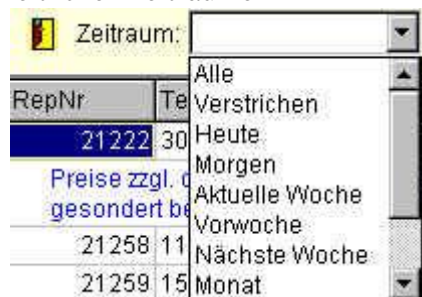 Zeitraum:
Alle
RepNr Te Verstrichen
21222 30 Heute
Morgen
Preise zzgl. d Aktuelle Woche
gesondert be Vorwoche
21258 11 Nächste Woche
21259 15 Monat